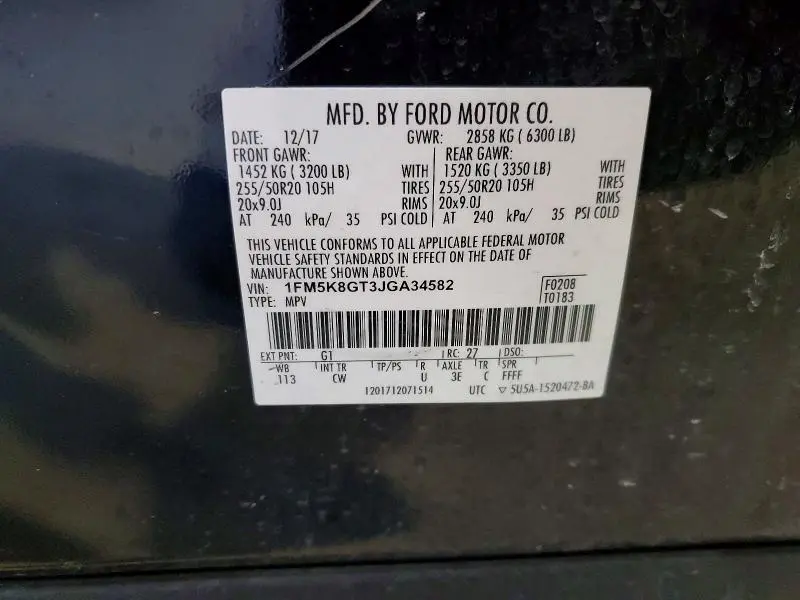 MFD. BY FORD MOTOR CO.
DATE: 12/17 GVWR: 2858 KG ( 6300 LB)
FRONT GAWR: REAR GAWR:
1452 KG ( 3200 LB) WITH 1520 KG ( 3350 LB) WITH
255/50R20 105H TIRES 255/50R20 105H TIRES
20x9.0J RIMS 20x9.0J RIMS
AT 240 kPa/ 35 PSI COLD AT 240 kPa/ 35 PSI COLD
THIS VEHICLE CONFORMS TO ALL APPLICABLE FEDERAL MOTOR
VEHICLE SAFETY STANDARDS IN EFFECT ON THE DATE OF
MANUFACTURE SHOWN ABOVE.
VIN: 1FM5K8GT3JGA34582 F0208
TYPE: MPV T0183
EXT PNT: G1 RC: 27 DSO:
WB INT TR TP/PS R AXLE TR SPR
113 CW U 3E C FFFF
1201712071514 UTC ▽ 5U5A-1520472-BA